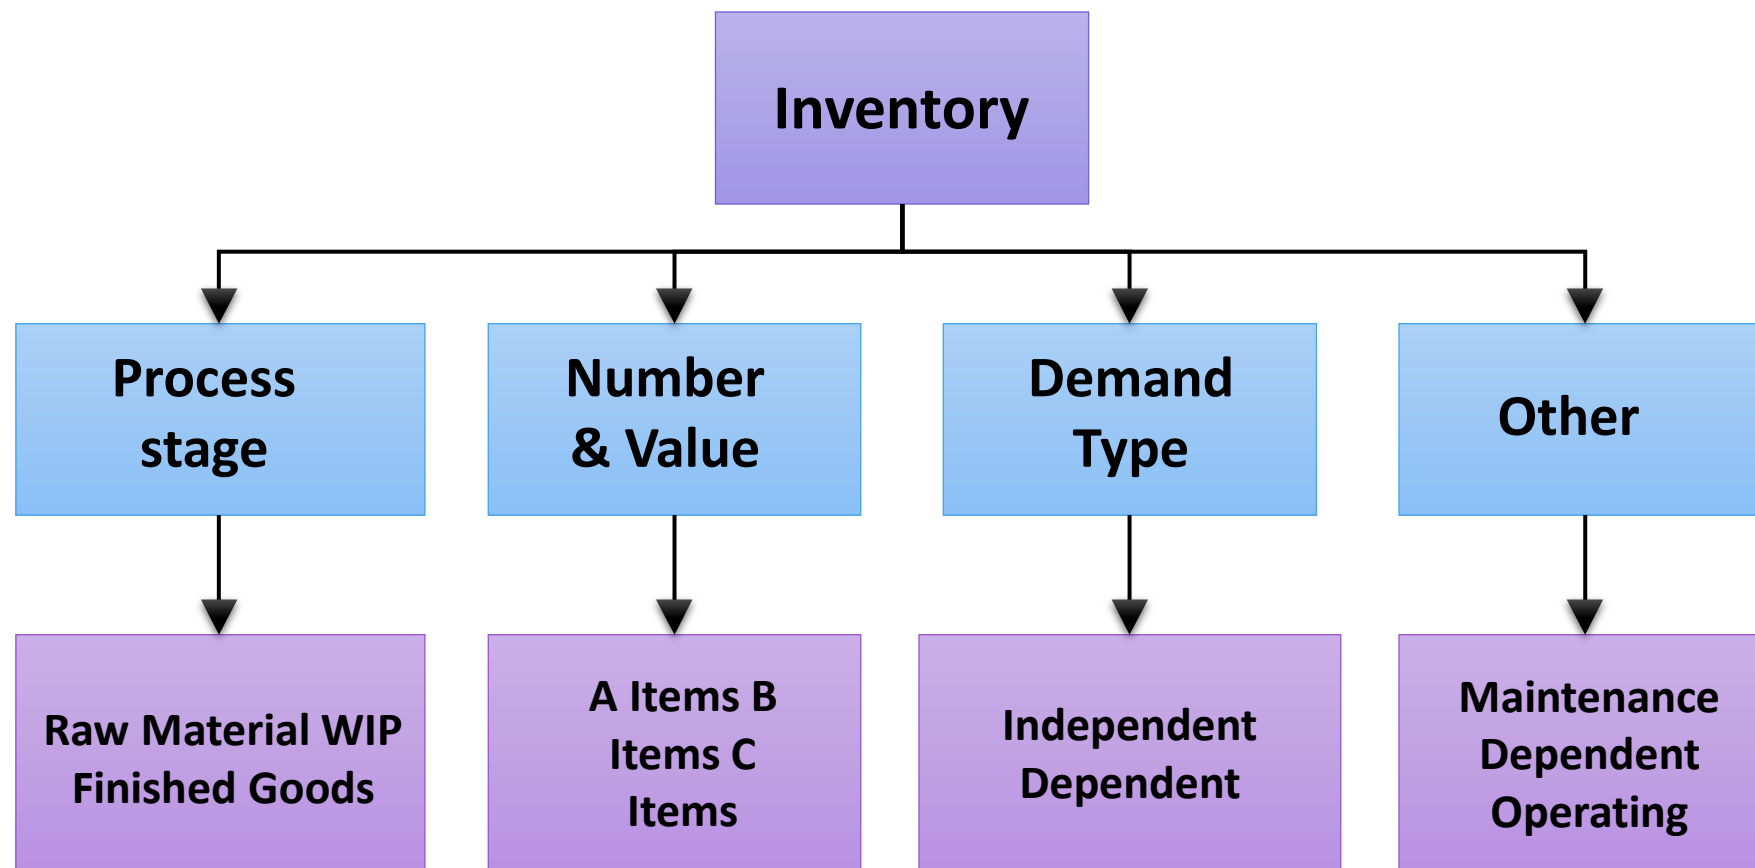 Inventory
Process
stage
Number
& Value
Demand
Type
Other
Raw Material WIP
Finished Goods
A Items B
Items C
Items
Independent
Dependent
Maintenance
Dependent
Operating